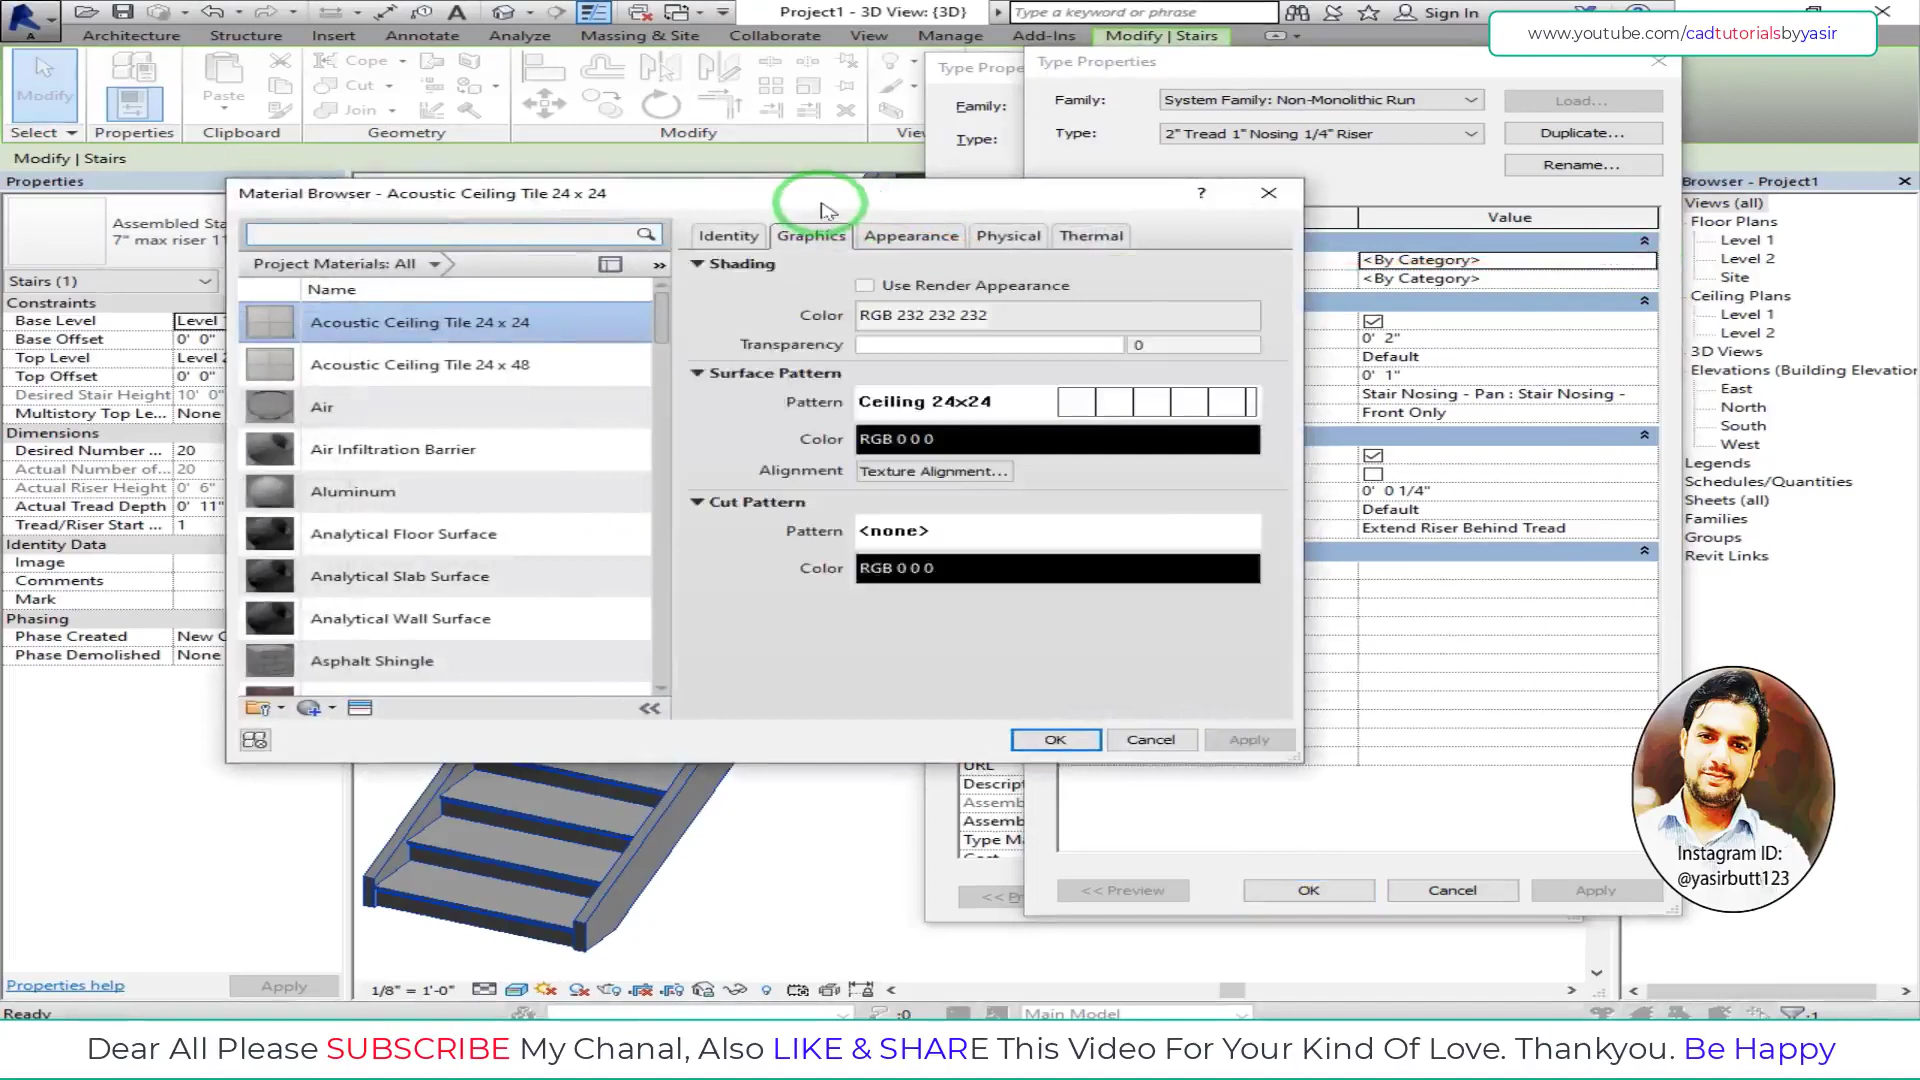 Project1 - 3D View: {3D}
Type a keyword or phrase
Sign In
www.youtube.com/cadtutorialsbyyasir
Architecture
Structure
Insert
Annotate
Analyze
Massing & Site
Collaborate
View
Manage
Add-Ins
Modify | Stairs
Modify
Select
Properties
Paste
Clipboard
Cope
Cut
Join
Geometry
Modify
Modify | Stairs
Type Properties
Family:
System Family: Non-Monolithic Run
Load...
Type:
2" Tread 1" Nosing 1/4" Riser
Duplicate...
Rename...
Family:
Type:
Properties
7" max riser 1
Stairs (1)
Constraints
Base Level
Base Offset 0' 0"
Top Level
Top Offset 0' 0"
Desired Stair Height 10' 0"
Multistory Top Le... None
Dimensions
Desired Number ... 20
Actual Number of... 20
Actual Riser Height 0' 6"
Actual Tread Depth 0' 11"
Tread/Riser Start ... 1
Identity Data
Image
Comments
Mark
Phasing
Phase Created
Phase Demolished None
Properties help
Apply
Material Browser - Acoustic Ceiling Tile 24 x 24
?
Project Materials: All
Name
Acoustic Ceiling Tile 24 x 24
Acoustic Ceiling Tile 24 x 48
Air
Air Infiltration Barrier
Aluminum
Analytical Floor Surface
Analytical Slab Surface
Analytical Wall Surface
Asphalt Shingle
Identity
Graphics
Appearance
Physical
Thermal
Shading
Use Render Appearance
Color RGB 232 232 232
Transparency 0
Surface Pattern
Pattern Ceiling 24x24
Color RGB 0 0 0
Alignment Texture Alignment...
Cut Pattern
Pattern <none>
Color RGB 0 0 0
OK
Cancel
Apply
Value
<By Category>
<By Category>
0' 2"
Default
0' 1"
Stair Nosing - Pan : Stair Nosing -
Front Only
0' 0 1/4"
Default
Extend Riser Behind Tread
URL
Type M
<< Preview
OK
Cancel
Apply
Browser - Project1
Views (all)
Floor Plans
Level 1
Level 2
Site
Ceiling Plans
Level 1
Level 2
3D Views
Elevations (Building Elevation
East
North
South
West
Legends
Schedules/Quantities
Sheets (all)
Families
Groups
Revit Links
Instagram ID:
@yasirbutt123
1/8" = 1'-0"
Ready
:0
Main Model
:1
Dear All Please SUBSCRIBE My Chanal, Also LIKE & SHARE This Video For Your Kind Of Love. Thankyou. Be Happy